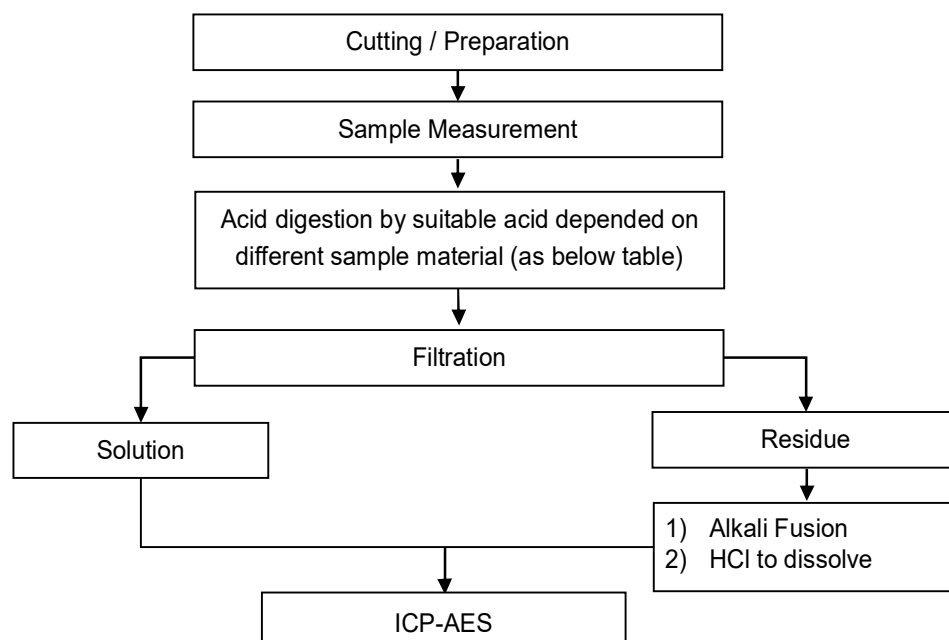 Cutting / Preparation
Sample Measurement
Acid digestion by suitable acid depended on
different sample material (as below table)
Filtration
Solution
Residue
1) Alkali Fusion
2) HCl to dissolve
ICP-AES